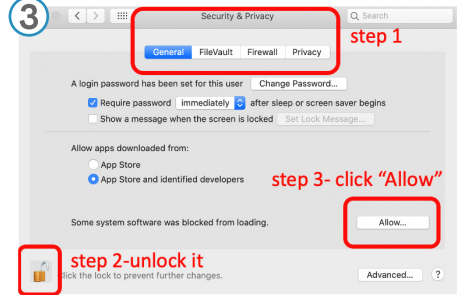 3
Security & Privacy
Search
step 1
General FileVault Firewall Privacy
A login password has been set for this user Change Password...
Require password immediately after sleep or screen saver begins
Show a message when the screen is locked Set Lock Message...
Allow apps downloaded from:
App Store
App Store and identified developers
step 3- click “Allow”
Some system software was blocked from loading. Allow...
step 2-unlock it
Click the lock to prevent further changes. Advanced... ?